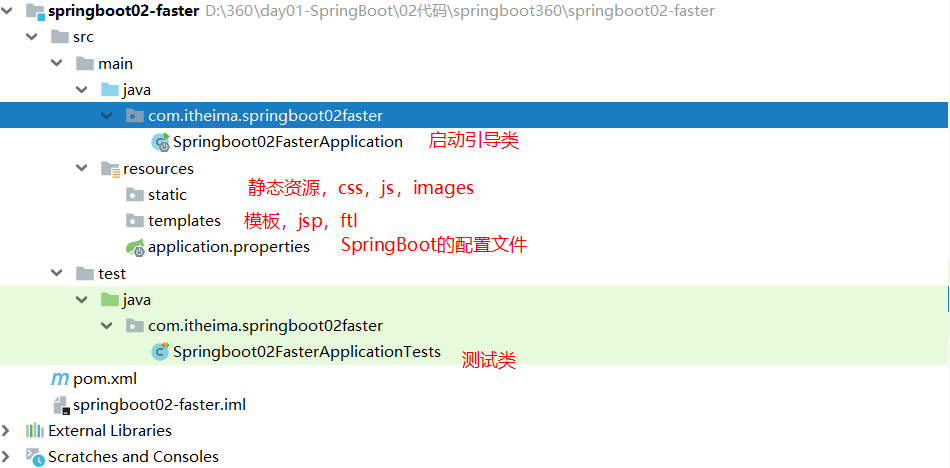 springboot02-faster D:\360\day01-SpringBoot\02代码\springboot360\springboot02-faster
src
main
java
com.itheima.springboot02faster
Springboot02FasterApplication 启动引导类
resources
static 静态资源，css，js，images
templates 模板，jsp，ftl
application.properties SpringBoot的配置文件
test
java
com.itheima.springboot02faster
Springboot02FasterApplicationTests 测试类
pom.xml
springboot02-faster.iml
External Libraries
Scratches and Consoles